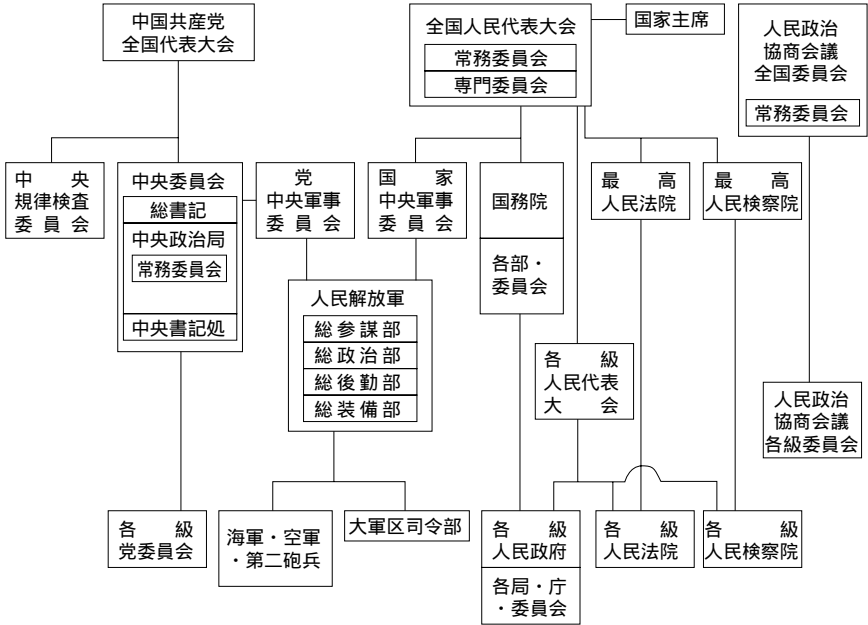 中国共産党
全国代表大会
全国人民代表大会
常務委員会
専門委員会
国家主席
人民政治
協商会議
全国委員会
常務委員会
中央
規律検査
委員会
中央委員会
総書記
中央政治局
常務委員会
中央書記処
党
中央軍事
委員会
国家
中央軍事
委員会
国務院
各部・
委員会
最高
人民法院
最高
人民検察院
人民解放軍
総参謀部
総政治部
総後勤部
総装備部
各級
人民代表
大会
人民政治
協商会議
各級委員会
各級
党委員会
海軍・空軍
・第二砲兵
大軍区司令部
各級
人民政府
各局・庁
・委員会
各級
人民法院
各級
人民検察院